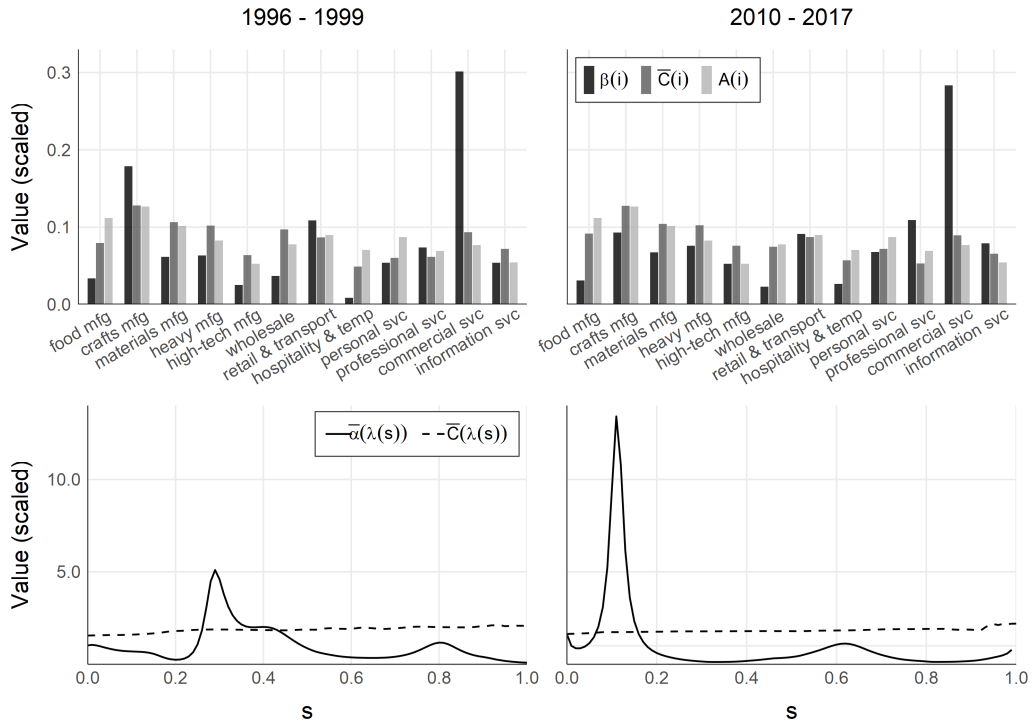 1996 - 1999
2010 - 2017
Value (scaled)
0.3
0.2
0.1
0.0
β(i) C̅(i) A(i)
food mfg
crafts mfg
materials mfg
heavy mfg
high-tech mfg
wholesale
retail & transport
hospitality & temp
personal svc
professional svc
commercial svc
information svc
food mfg
crafts mfg
materials mfg
heavy mfg
high-tech mfg
wholesale
retail & transport
hospitality & temp
personal svc
professional svc
commercial svc
information svc
Value (scaled)
10.0
5.0
α̅(λ(s)) C̅(λ(s))
0.0 0.2 0.4 0.6 0.8 1.0
0.0 0.2 0.4 0.6 0.8 1.0
s
s